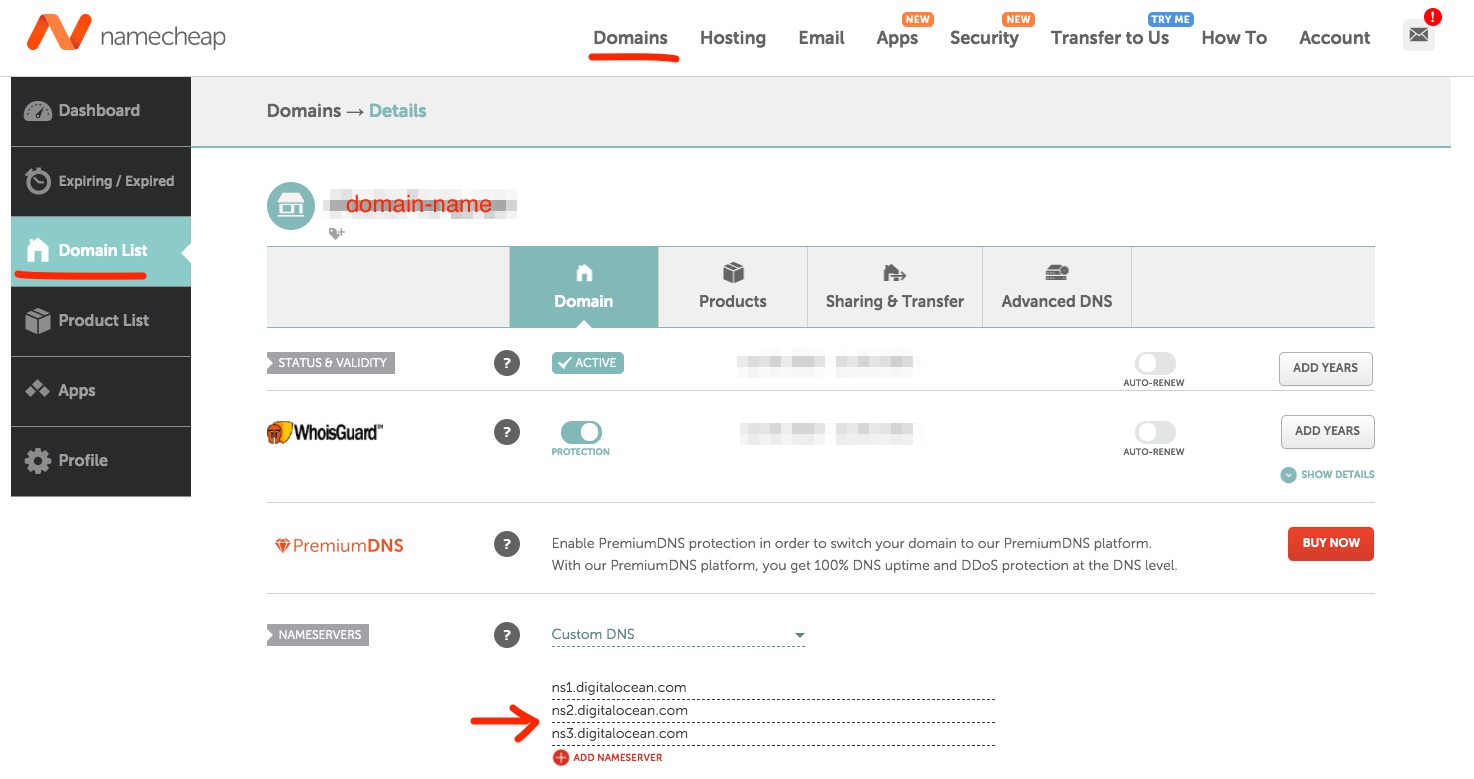 namecheap
Domains
Hosting
Email
Apps
NEW
Security
NEW
Transfer to Us
TRY ME
How To
Account
!
Dashboard
Expiring / Expired
Domain List
Product List
Apps
Profile
Domains → Details
domain-name
Domain
Products
Sharing & Transfer
Advanced DNS
STATUS & VALIDITY
?
ACTIVE
AUTO-RENEW
ADD YEARS
WhoisGuard™
?
PROTECTION
AUTO-RENEW
ADD YEARS
SHOW DETAILS
PremiumDNS
?
Enable PremiumDNS protection in order to switch your domain to our PremiumDNS platform.
With our PremiumDNS platform, you get 100% DNS uptime and DDoS protection at the DNS level.
BUY NOW
NAMESERVERS
?
Custom DNS
ns1.digitalocean.com
ns2.digitalocean.com
ns3.digitalocean.com
ADD NAMESERVER